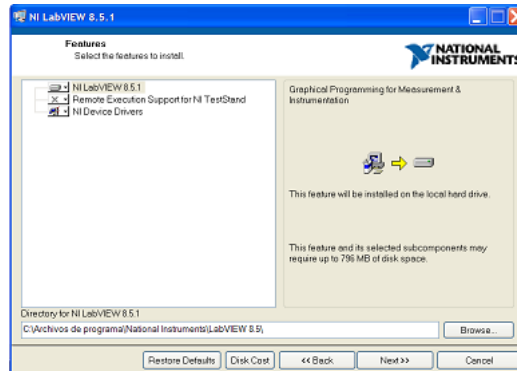 NI LabVIEW 8.5.1
Features
Select the features to install.
NATIONAL
INSTRUMENTS
NI LabVIEW 8.5.1
Remote Execution Support for NI TestStand
NI Device Drivers
Graphical Programming for Measurement &
Instrumentation
This feature will be installed on the local hard drive.
This feature and its selected subcomponents may
require up to 796 MB of disk space.
Directory for NI LabVIEW 8.5.1
C:\Archivos de programa\National Instruments\LabVIEW 8.5\
Browse...
Restore Defaults
Disk Cost
<< Back
Next >>
Cancel